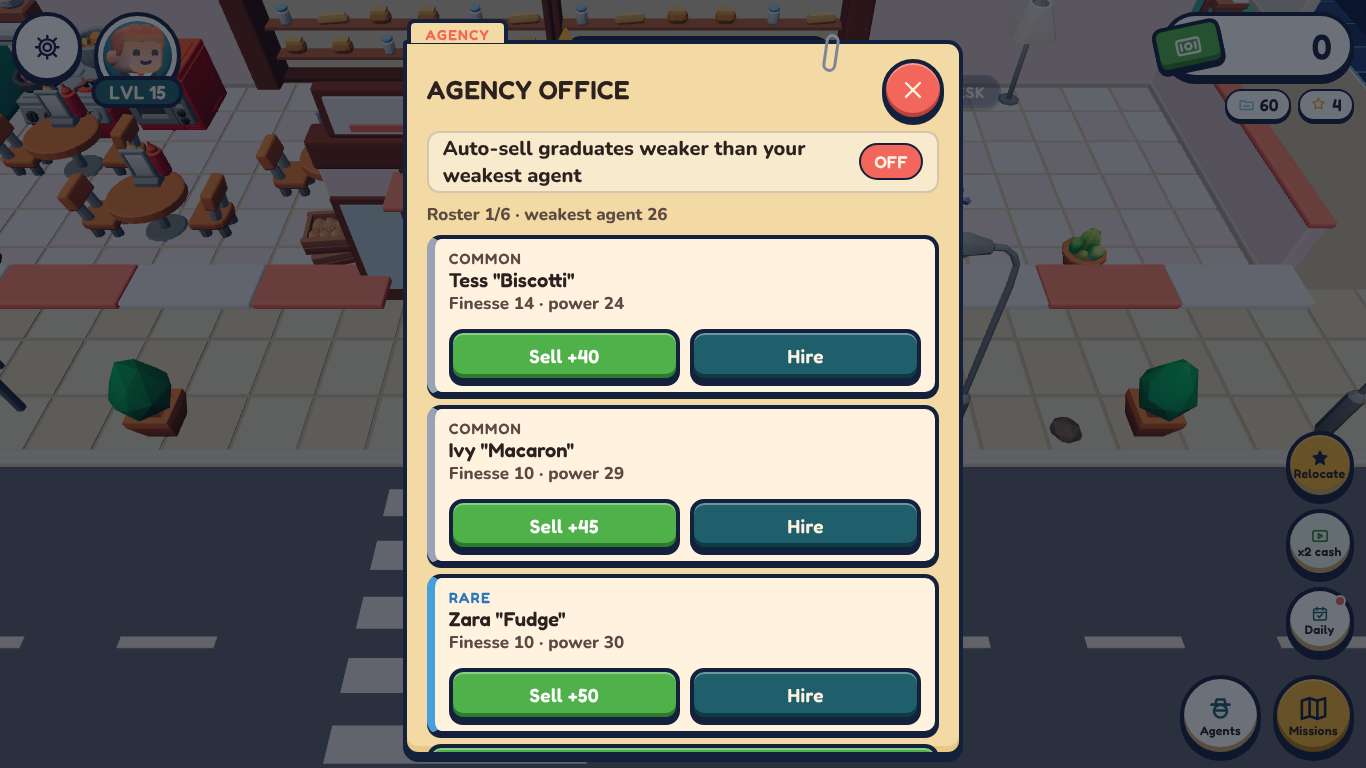 AGENCY
AGENCY OFFICE
Auto-sell graduates weaker than your
weakest agent
OFF
Roster 1/6 · weakest agent 26
COMMON
Tess "Biscotti"
Finesse 14 · power 24
Sell +40
Hire
COMMON
Ivy "Macaron"
Finesse 10 · power 29
Sell +45
Hire
RARE
Zara "Fudge"
Finesse 10 · power 30
Sell +50
Hire
LVL 15
0
60
4
Relocate
x2 cash
Daily
Agents
Missions